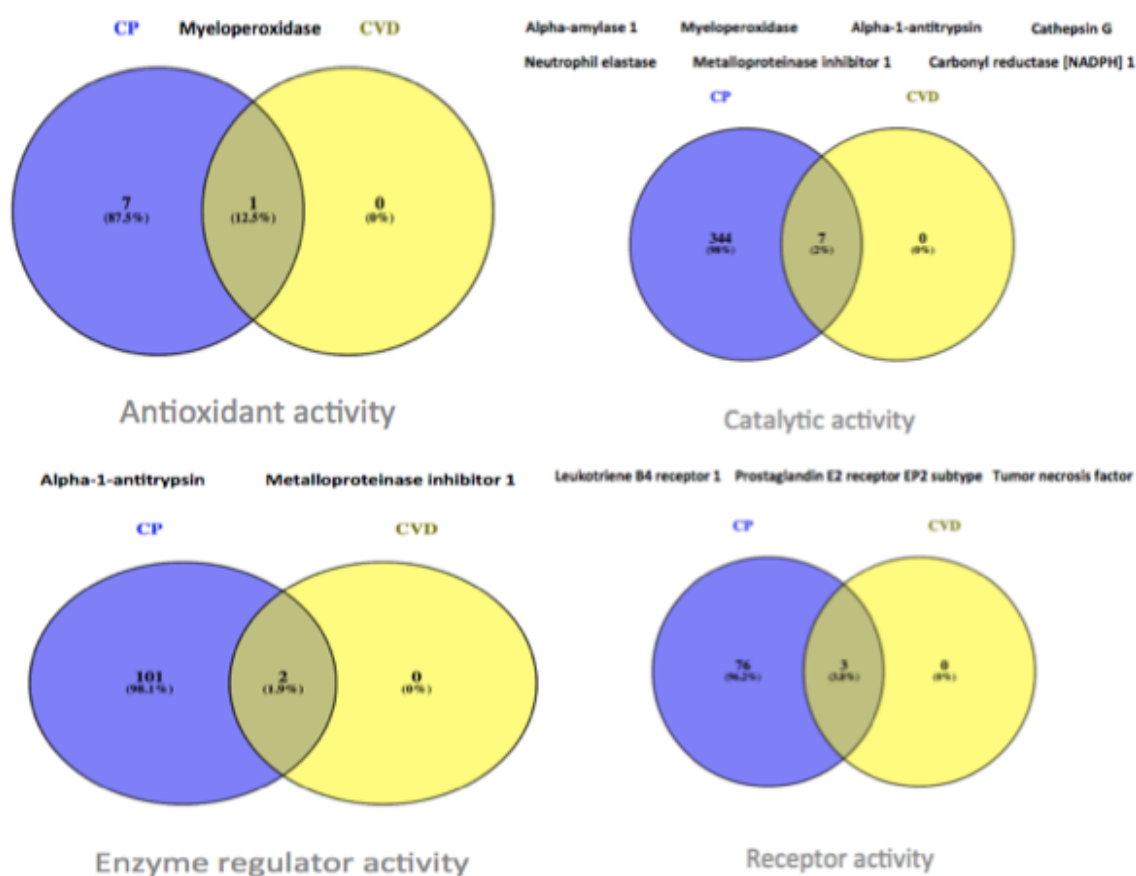 CP Myeloperoxidase CVD
7 1 0
(87.5%) (12.5%) (0%)
Antioxidant activity
Alpha-amylase 1 Myeloperoxidase Alpha-1-antitrypsin Cathepsin G
Neutrophil elastase Metalloproteinase inhibitor 1 Carbonyl reductase [NADPH] 1
CP CVD
344 7 0
(98%) (2%) (0%)
Catalytic activity
Alpha-1-antitrypsin Metalloproteinase inhibitor 1
CP CVD
101 2 0
(98.1%) (1.9%) (0%)
Enzyme regulator activity
Leukotriene B4 receptor 1 Prostaglandin E2 receptor EP2 subtype Tumor necrosis factor
CP CVD
76 3 0
(96.2%) (3.8%) (0%)
Receptor activity